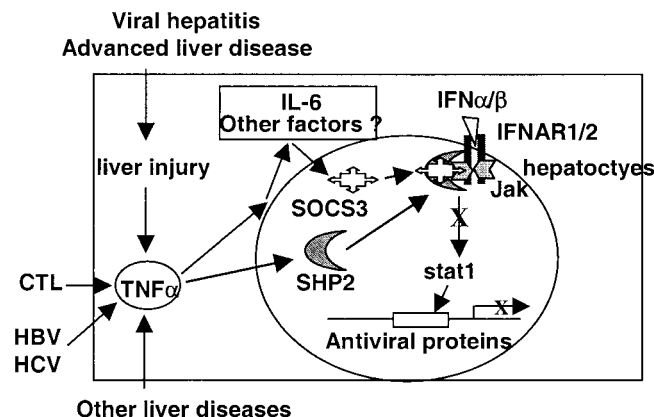 Viral hepatitis
Advanced liver disease
IL-6
Other factors ?
IFNα/β
IFNAR1/2
liver injury
hepatoctyes
Jak
SOCS3
X
CTL
TNFα
SHP2
stat1
HBV
HCV
X
Antiviral proteins
Other liver diseases